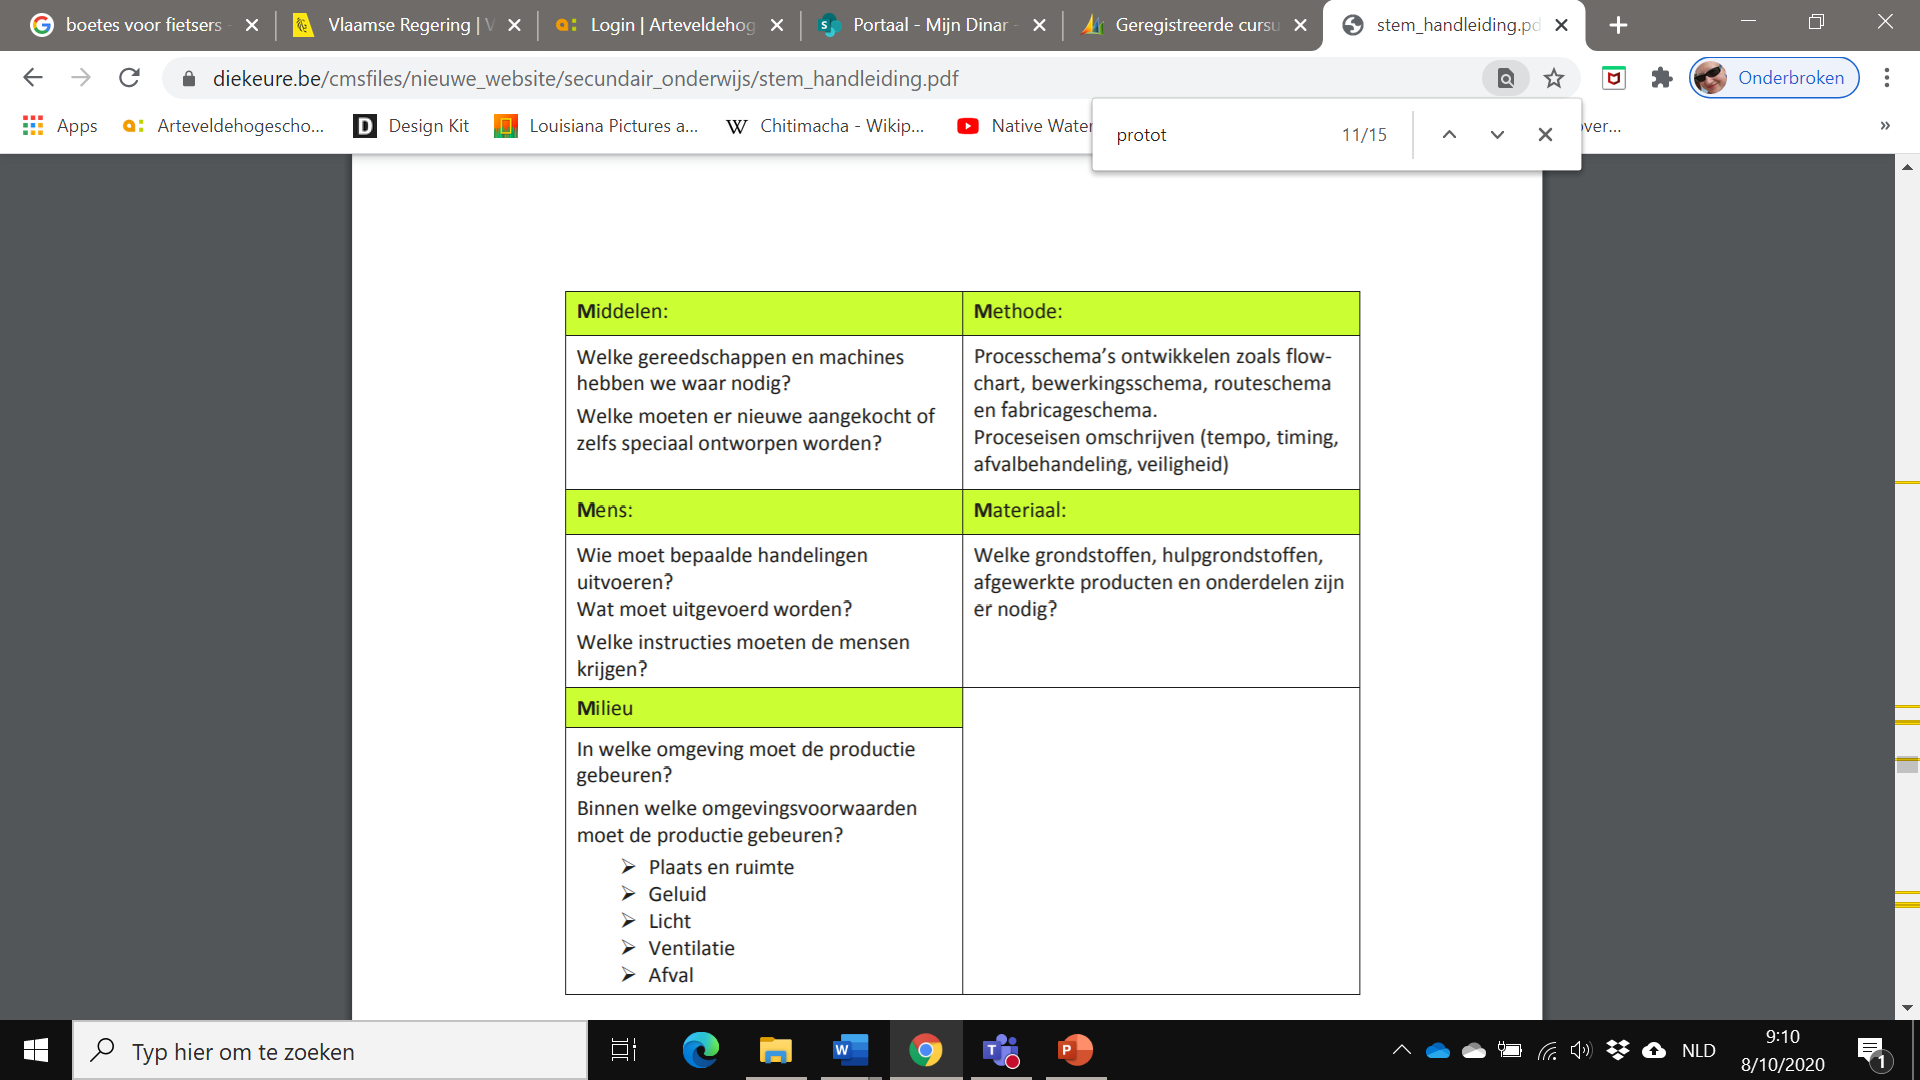 boetes voor fietsers
Vlaamse Regering | V
Login | Arteveldehog
Portaal - Mijn Dinar
Geregistreerde cursu
stem_handleiding.pd
diekeure.be/cmsfiles/nieuwe_website/secundair_onderwijs/stem_handleiding.pdf
Onderbroken
Apps
Arteveldehogescho...
Design Kit
Louisiana Pictures a...
Chitimacha - Wikip...
Native Water
ver...
protot
11/15
Middelen:
Methode:
Welke gereedschappen en machines
hebben we waar nodig?
Welke moeten er nieuwe aangekocht of
zelfs speciaal ontworpen worden?
Processchema’s ontwikkelen zoals flow-
chart, bewerkingsschema, routeschema
en fabricageschema.
Proceseisen omschrijven (tempo, timing,
afvalbehandeling, veiligheid)
Mens:
Materiaal:
Wie moet bepaalde handelingen
uitvoeren?
Wat moet uitgevoerd worden?
Welke instructies moeten de mensen
krijgen?
Welke grondstoffen, hulpgrondstoffen,
afgewerkte producten en onderdelen zijn
er nodig?
Milieu
In welke omgeving moet de productie
gebeuren?
Binnen welke omgevingsvoorwaarden
moet de productie gebeuren?
➢ Plaats en ruimte
➢ Geluid
➢ Licht
➢ Ventilatie
➢ Afval
Typ hier om te zoeken
NLD
9:10
8/10/2020
1